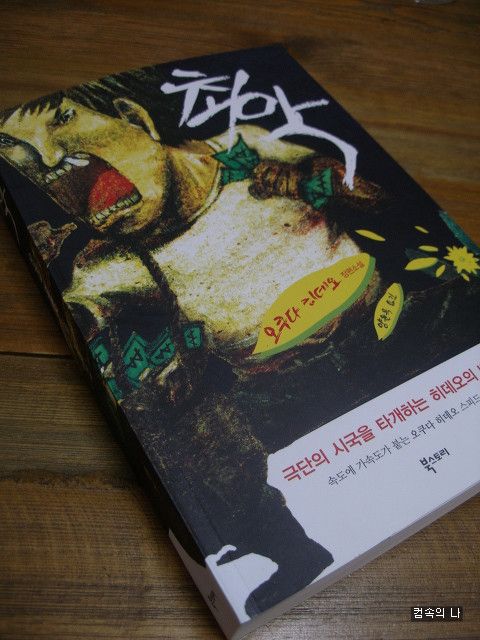 최악
오쿠다 히데오
장편소설
양윤옥 옮김
극단의 시국을 타개하는 히데오의
속도에 가속도가 붙는 오쿠다 히데오 스피드
북스토리
컴속의 나